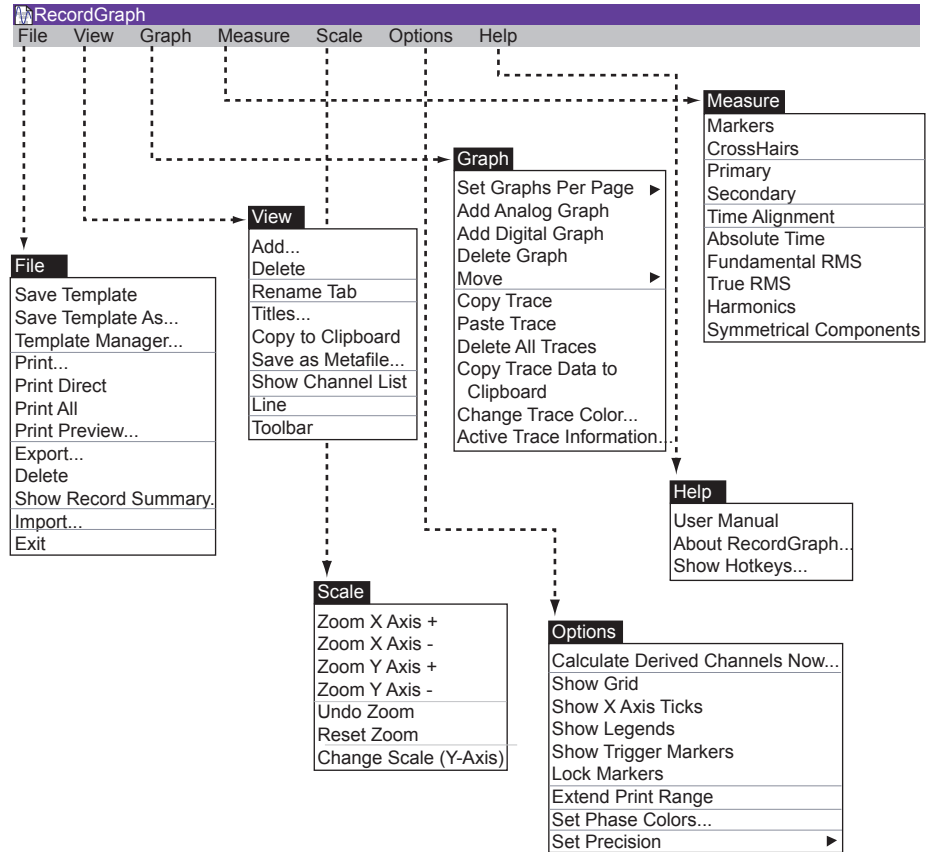 RecordGraph
File View Graph Measure Scale Options Help
Measure
Markers
CrossHairs
Primary
Secondary
Time Alignment
Absolute Time
Fundamental RMS
True RMS
Harmonics
Symmetrical Components
Graph
Set Graphs Per Page
Add Analog Graph
Add Digital Graph
Delete Graph
Move
Copy Trace
Paste Trace
Delete All Traces
Copy Trace Data to
Clipboard
Change Trace Color...
Active Trace Information...
View
Add...
Delete
Rename Tab
Titles...
Copy to Clipboard
Save as Metafile...
Show Channel List
Line
Toolbar
File
Save Template
Save Template As...
Template Manager...
Print...
Print Direct
Print All
Print Preview...
Export...
Delete
Show Record Summary.
Import...
Exit
Help
User Manual
About RecordGraph...
Show Hotkeys...
Scale
Zoom X Axis +
Zoom X Axis -
Zoom Y Axis +
Zoom Y Axis -
Undo Zoom
Reset Zoom
Change Scale (Y-Axis)
Options
Calculate Derived Channels Now...
Show Grid
Show X Axis Ticks
Show Legends
Show Trigger Markers
Lock Markers
Extend Print Range
Set Phase Colors...
Set Precision